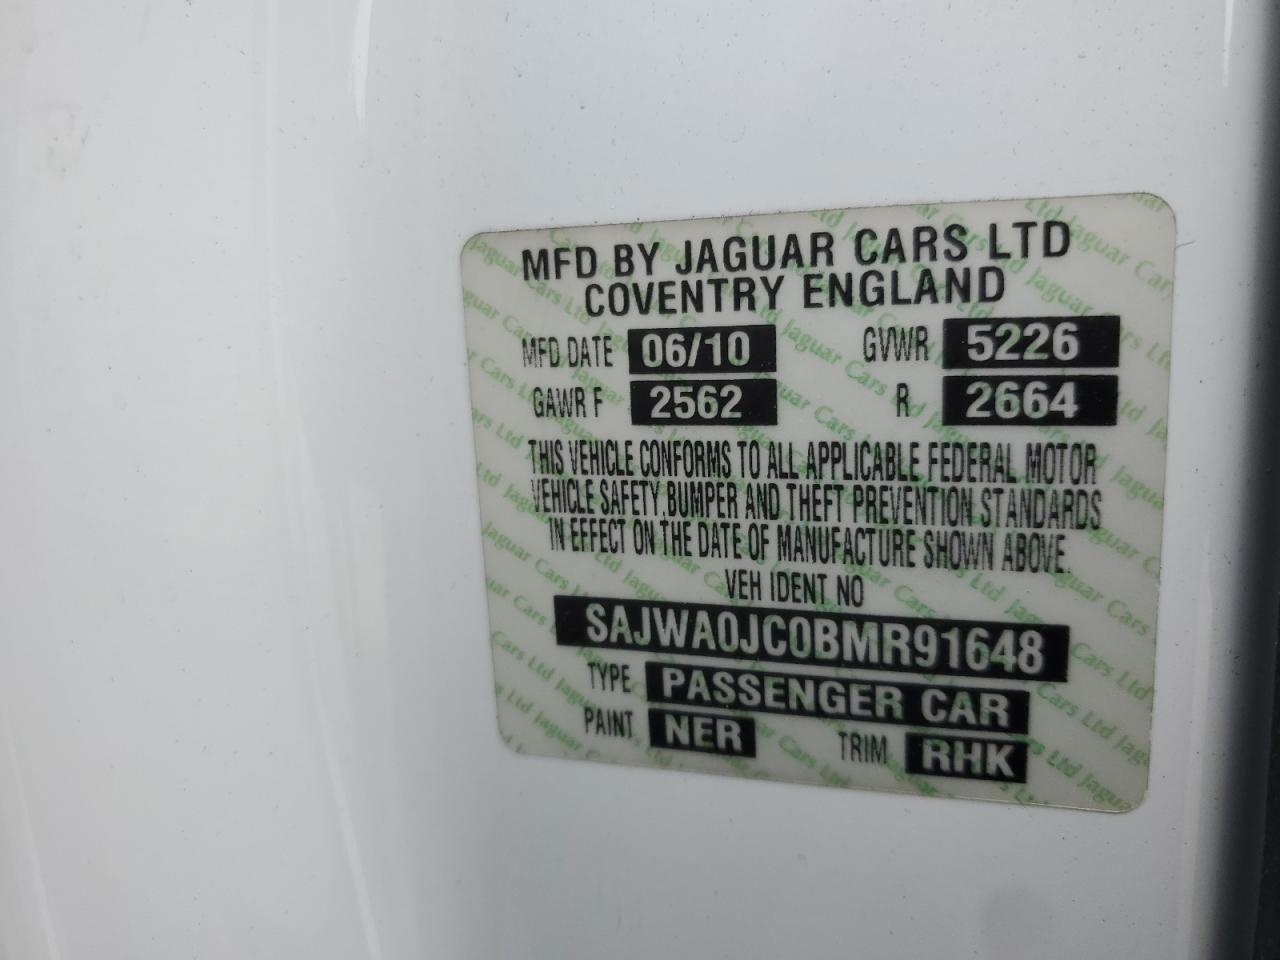 MFD BY JAGUAR CARS LTD
COVENTRY ENGLAND
MFD DATE 06/10 GVWR 5226
GAWR F 2562 R 2664
THIS VEHICLE CONFORMS TO ALL APPLICABLE FEDERAL MOTOR
VEHICLE SAFETY,BUMPER AND THEFT PREVENTION STANDARDS
IN EFFECT ON THE DATE OF MANUFACTURE SHOWN ABOVE.
VEH IDENT NO
SAJWA0JC0BMR91648
TYPE PASSENGER CAR
PAINT NER TRIM RHK